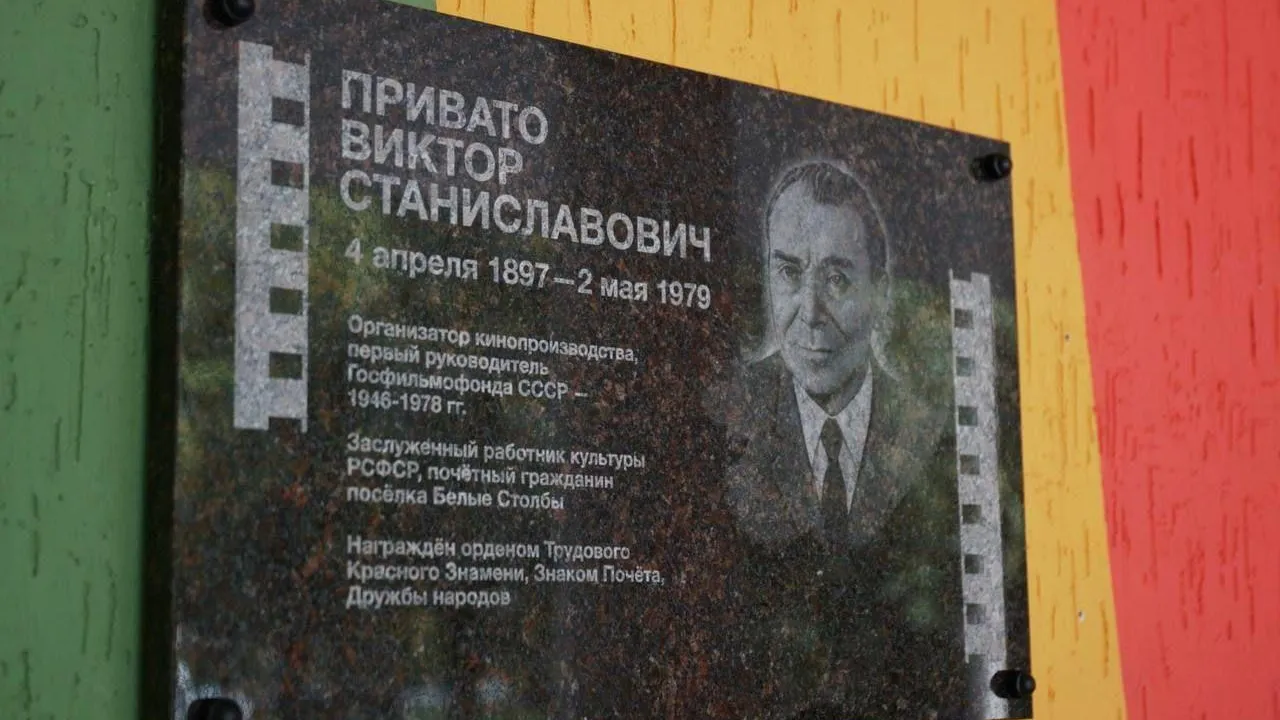 ПРИВАТО
ВИКТОР
СТАНИСЛАВОВИЧ
4 апреля 1897—2 мая 1979
Организатор кинопроизводства,
первый руководитель
Госфильмофонда СССР —
1946-1978 гг.
Заслуженный работник культуры
РСФСР, почётный гражданин
посёлка Белые Столбы
Награждён орденом Трудового
Красного Знамени, Знаком Почёта,
Дружбы народов